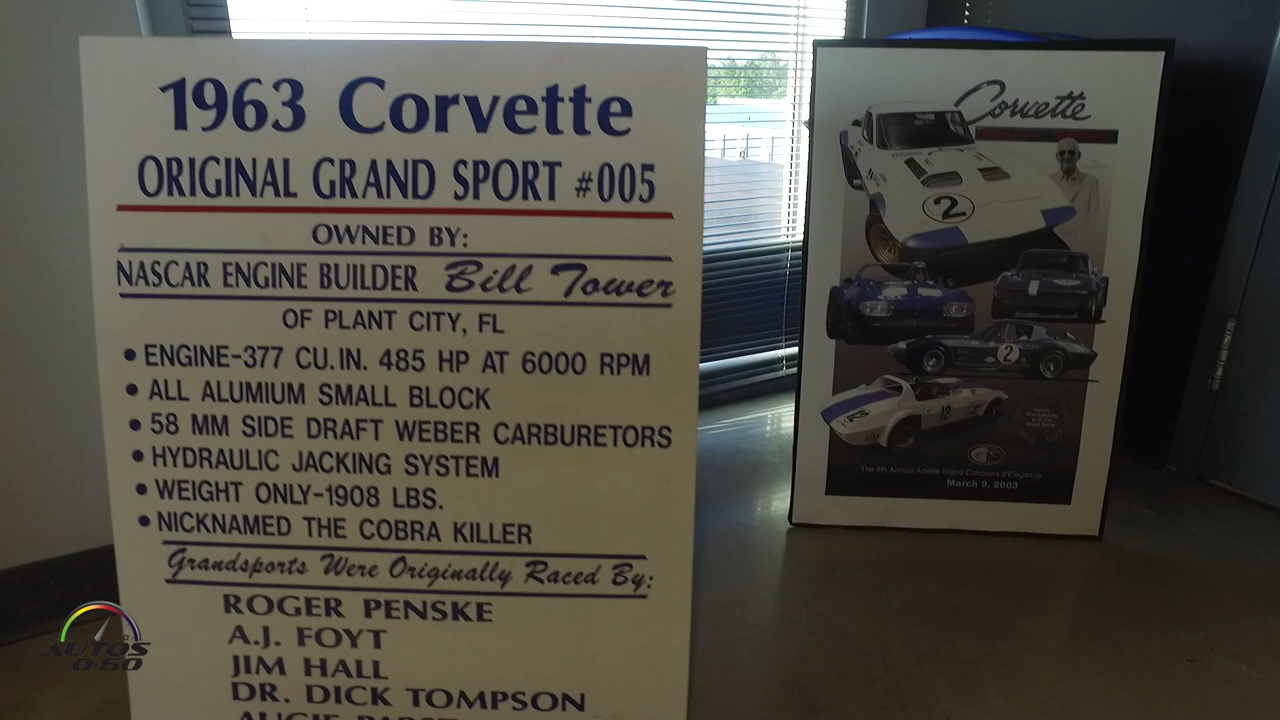 1963 Corvette
ORIGINAL GRAND SPORT #005
OWNED BY:
NASCAR ENGINE BUILDER Bill Tower
OF PLANT CITY, FL
• ENGINE-377 CU.IN. 485 HP AT 6000 RPM
• ALL ALUMIUM SMALL BLOCK
• 58 MM SIDE DRAFT WEBER CARBURETORS
• HYDRAULIC JACKING SYSTEM
• WEIGHT ONLY-1908 LBS.
• NICKNAMED THE COBRA KILLER
Grandsports Were Originally Raced By:
ROGER PENSKE
A.J. FOYT
JIM HALL
DR. DICK TOMPSON
AUGIE PABST
Corvette
2
2
12
12
The 8th Annual Amelia Island Concours d'Elegance
March 9, 2003
AUTOS
0-60